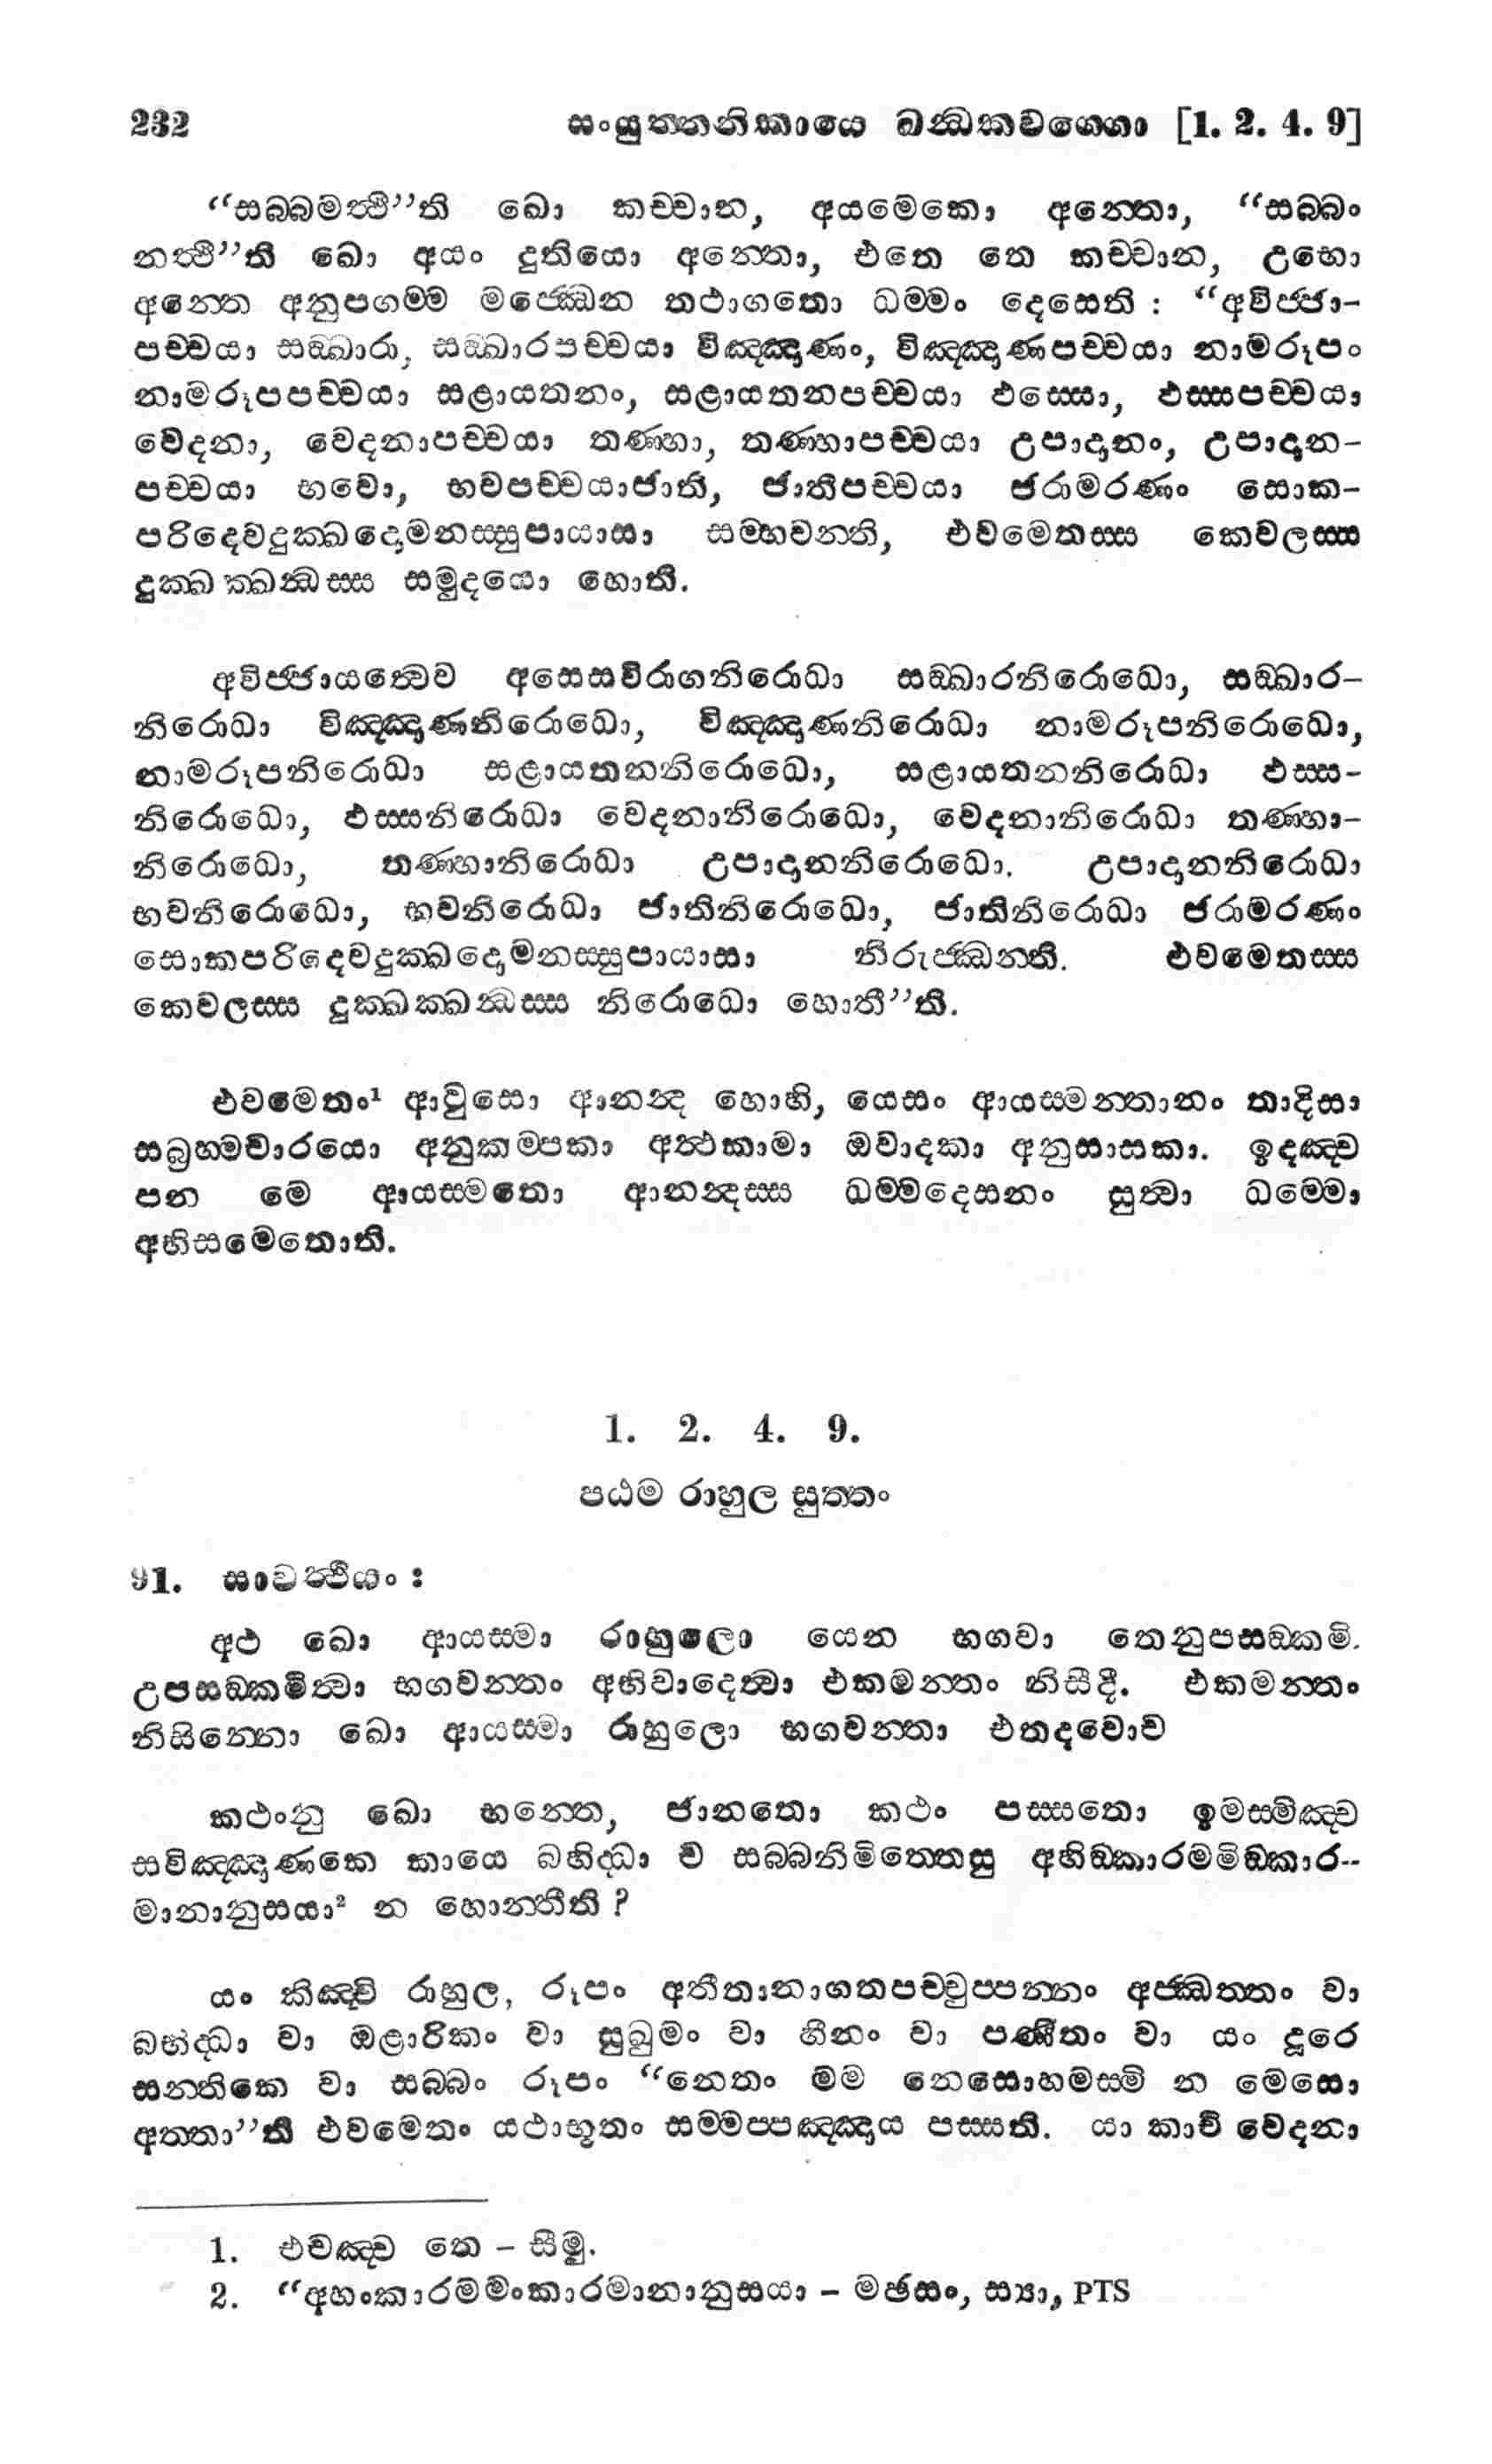 232 සංයුත්තනිකායෙ ඛන්ධකවග්ගො [1. 2. 4. 9]
“සබ්බමත්ථි”ති ඛො කච්චාන, අයමෙකො අන්තො, “සබ්බං
නත්ථි”ති ඛො අයං දුතියො අන්තො, එතෙ තෙ කච්චාන, උභො
අන්තෙ අනුපගම්ම මජ්ඣෙන තථාගතො ධම්මං දෙසෙති : “අවිජ්ජා-
පච්චයා සඞ්ඛාරා, සඞ්ඛාරපච්චයා විඤ්ඤාණං, විඤ්ඤාණපච්චයා නාමරූපං
නාමරූපපච්චයා සළායතනං, සළායතනපච්චයා ඵස්සො, ඵස්සපච්චයා
වෙදනා, වෙදනාපච්චයා තණ්හා, තණ්හාපච්චයා උපාදානං, උපාදාන-
පච්චයා භවො, භවපච්චයාජාති, ජාතිපච්චයා ජරාමරණං සොක-
පරිදෙවදුක්ඛදොමනස්සුපායාසා සම්භවන්ති, එවමෙතස්ස කෙවලස්ස
දුක්ඛක්ඛන්ධස්ස සමුදයො හොති.
අවිජ්ජායත්වෙව අසෙසවිරාගනිරොධා සඞ්ඛාරනිරොධො, සඞ්ඛාර-
නිරොධා විඤ්ඤාණනිරොධො, විඤ්ඤාණනිරොධා නාමරූපනිරොධො,
නාමරූපනිරොධා සළායතනනිරොධො, සළායතනනිරොධා ඵස්ස-
නිරොධො, ඵස්සනිරොධා වෙදනානිරොධො, වෙදනානිරොධා තණ්හා-
නිරොධො, තණ්හානිරොධා උපාදානනිරොධො. උපාදානනිරොධා
භවනිරොධො, භවනිරොධා ජාතිනිරොධො, ජාතිනිරොධා ජරාමරණං
සොකපරිදෙවදුක්ඛදොමනස්සුපායාසා නිරුජ්ඣන්ති. එවමෙතස්ස
කෙවලස්ස දුක්ඛක්ඛන්ධස්ස නිරොධො හොතී”ති.
එවමෙතං¹ ආවුසො ආනන්ද හොහි, යෙසං ආයස්මන්තානං තාදිසා
සබ්‍රහ්මචාරයො අනුකම්පකා අත්ථකාමා ඔවාදකා අනුසාසකා. ඉදඤ්ච
පන මෙ ආයස්මතො ආනන්දස්ස ධම්මදෙසනං සුත්වා ධම්මො
අභිසමෙතොති.
1. 2. 4. 9.
පඨම රාහුල සුත්තං
91. සාවත්ථියං :
අථ ඛො ආයස්මා රාහුලො යෙන භගවා තෙනුපසඞ්කමි.
උපසඞ්කමිත්වා භගවන්තං අභිවාදෙත්වා එකමන්තං නිසීදි. එකමන්තං
නිසින්නො ඛො ආයස්මා රාහුලො භගවන්තා එතදවොච
කථංනු ඛො භන්තෙ, ජානතො කථං පස්සතො ඉමස්මිඤ්ච
සවිඤ්ඤාණකෙ කායෙ බහිද්ධා ච සබ්බනිමිත්තෙසු අහිඞ්කාරමමිඞ්කාර--
මානානුසයා² න හොන්තීති ?
යං කිඤ්චි රාහුල, රූපං අතීතානාගතපච්චුප්පන්නං අජ්ඣත්තං වා
බහිද්ධා වා ඔළාරිකං වා සුඛුමං වා හීනං වා පණීතං වා යං දූරෙ
සන්තිකෙ වා සබ්බං රූපං “නෙතං මම නෙසොහමස්මි න මෙසො
අත්තා”ති එවමෙතං යථාභූතං සම්මප්පඤ්ඤාය පස්සති. යා කාචි වෙදනා
1. එවඤ්ච තෙ – සීමු.
2. “අහංකාරමමංකාරමානානුසයා – මඡසං, ස්‍යා, PTS